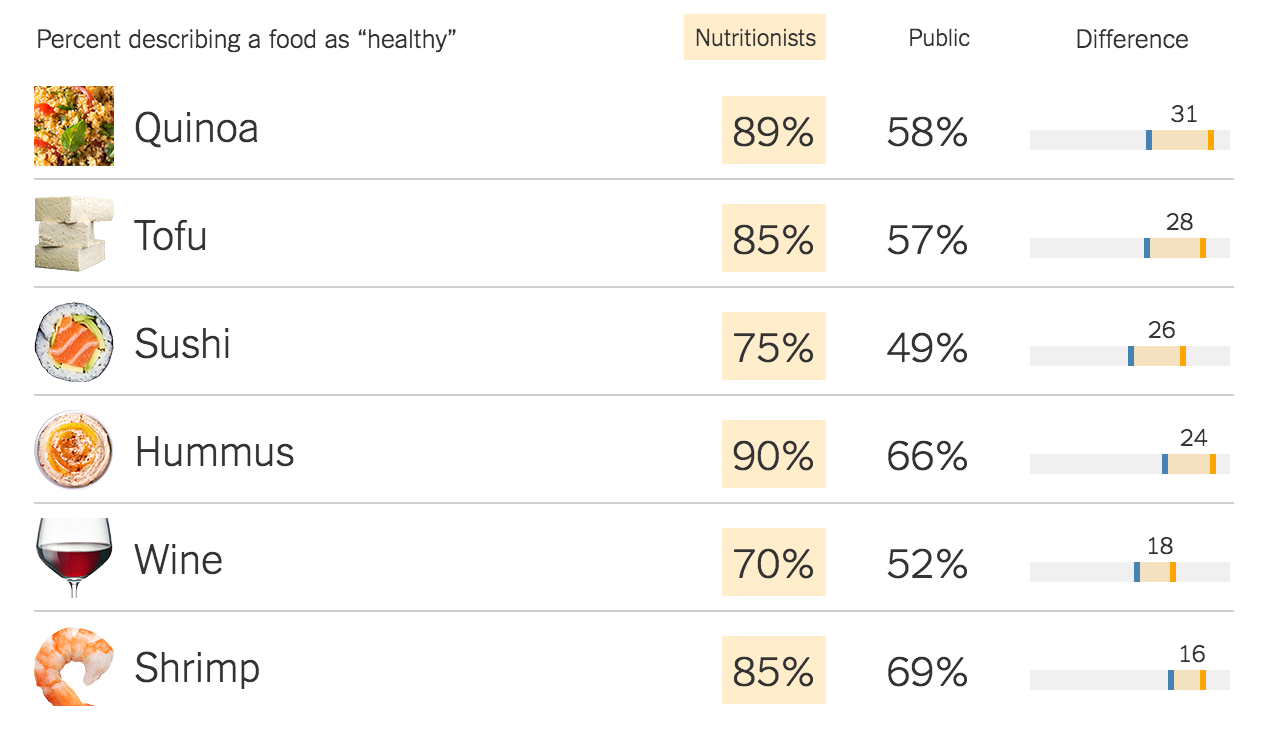 Percent describing a food as “healthy” Nutritionists Public Difference
Quinoa 89% 58% 31
Tofu 85% 57% 28
Sushi 75% 49% 26
Hummus 90% 66% 24
Wine 70% 52% 18
Shrimp 85% 69% 16